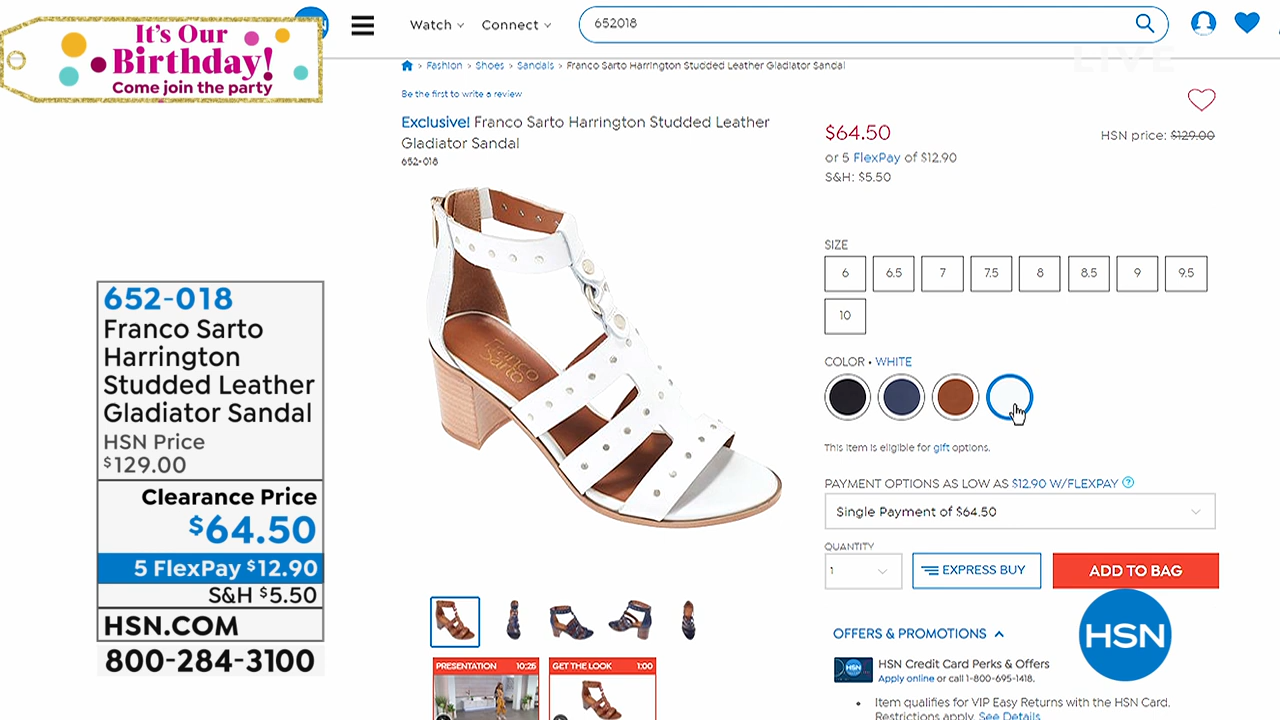 It's Our
Birthday!
Come join the party
Watch
Connect
652018
LIVE
Fashion > Shoes > Sandals > Franco Sarto Harrington Studded Leather Gladiator Sandal
Be the first to write a review
Exclusive! Franco Sarto Harrington Studded Leather
Gladiator Sandal
652-018
$64.50
HSN price: $129.00
or 5 FlexPay of $12.90
S&H: $5.50
SIZE
6 6.5 7 7.5 8 8.5 9 9.5
10
COLOR • WHITE
This item is eligible for gift options.
PAYMENT OPTIONS AS LOW AS $12.90 W/FLEXPAY ?
Single Payment of $64.50
QUANTITY
1
EXPRESS BUY
ADD TO BAG
OFFERS & PROMOTIONS
HSN
HSN Credit Card Perks & Offers
Apply online or call 1-800-695-1418.
• Item qualifies for VIP Easy Returns with the HSN Card.
Restrictions apply. See Details
Franco
Sarto
PRESENTATION 10:25
GET THE LOOK 1:00
652-018
Franco Sarto
Harrington
Studded Leather
Gladiator Sandal
HSN Price
$129.00
Clearance Price
$64.50
5 FlexPay $12.90
S&H $5.50
HSN.COM
800-284-3100
HSN